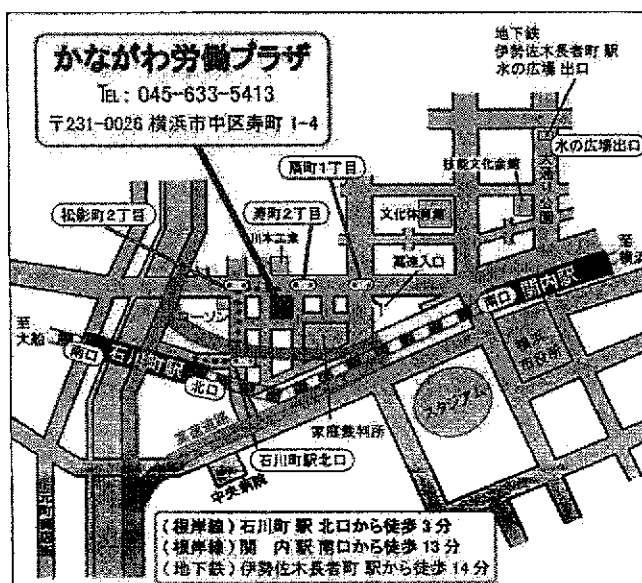 かながわ労働プラザ
TEL: 045-633-5413
〒231-0026 横浜市中区寿町 1-4
地下鉄
伊勢佐木長者町 駅
水の広場 出口
水の広場出口
技能文化会館
大通り公園
扇町1丁目
松影町2丁目
寿町2丁目
文化体育館
川本工業
高速入口
至
横浜
ローソン
南口
関内駅
至
大船
南口
石川町駅
北口
横浜
市役所
スタジアム
高速道路
家庭裁判所
石川町駅北口
中央病院
(根岸線) 石川町 駅 北口から徒歩 3 分
(根岸線) 関 内 駅 南口から徒歩 13 分
(地下鉄) 伊勢佐木長者町 駅から徒歩 14 分